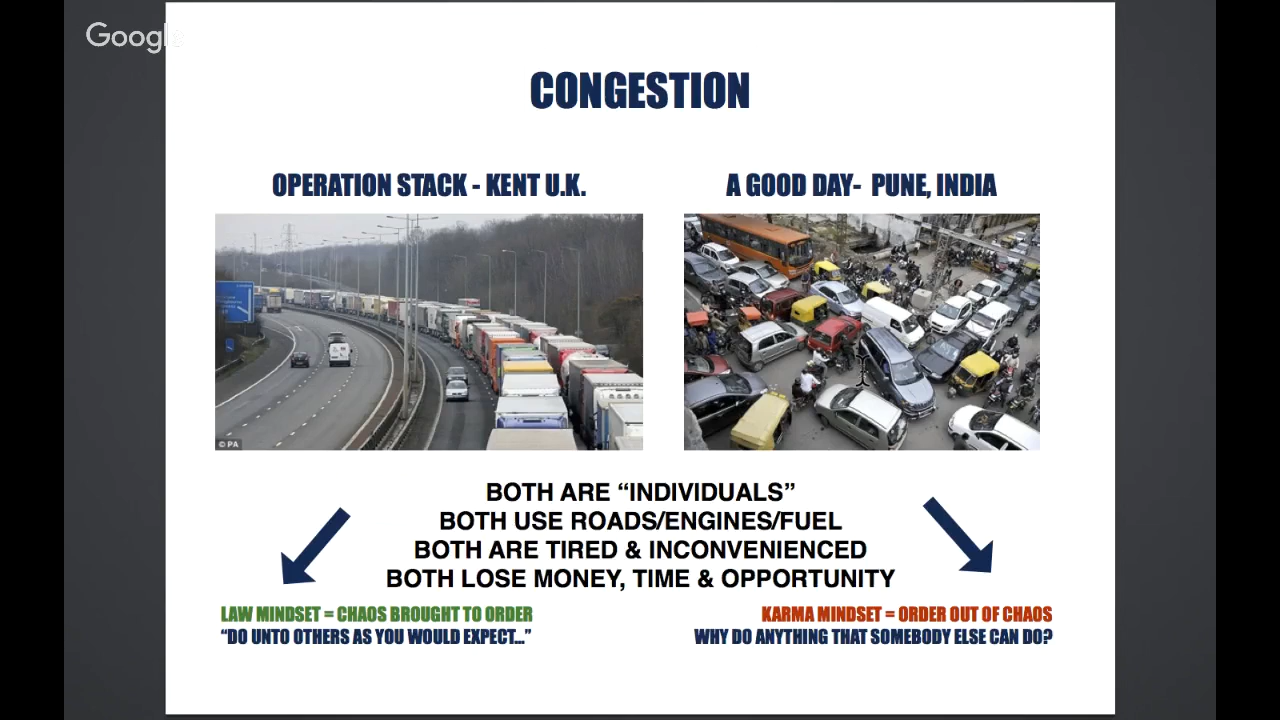 Google
CONGESTION
OPERATION STACK - KENT U.K.
A GOOD DAY- PUNE, INDIA
© PA
BOTH ARE “INDIVIDUALS”
BOTH USE ROADS/ENGINES/FUEL
BOTH ARE TIRED & INCONVENIENCED
BOTH LOSE MONEY, TIME & OPPORTUNITY
LAW MINDSET = CHAOS BROUGHT TO ORDER
“DO UNTO OTHERS AS YOU WOULD EXPECT...”
KARMA MINDSET = ORDER OUT OF CHAOS
WHY DO ANYTHING THAT SOMEBODY ELSE CAN DO?